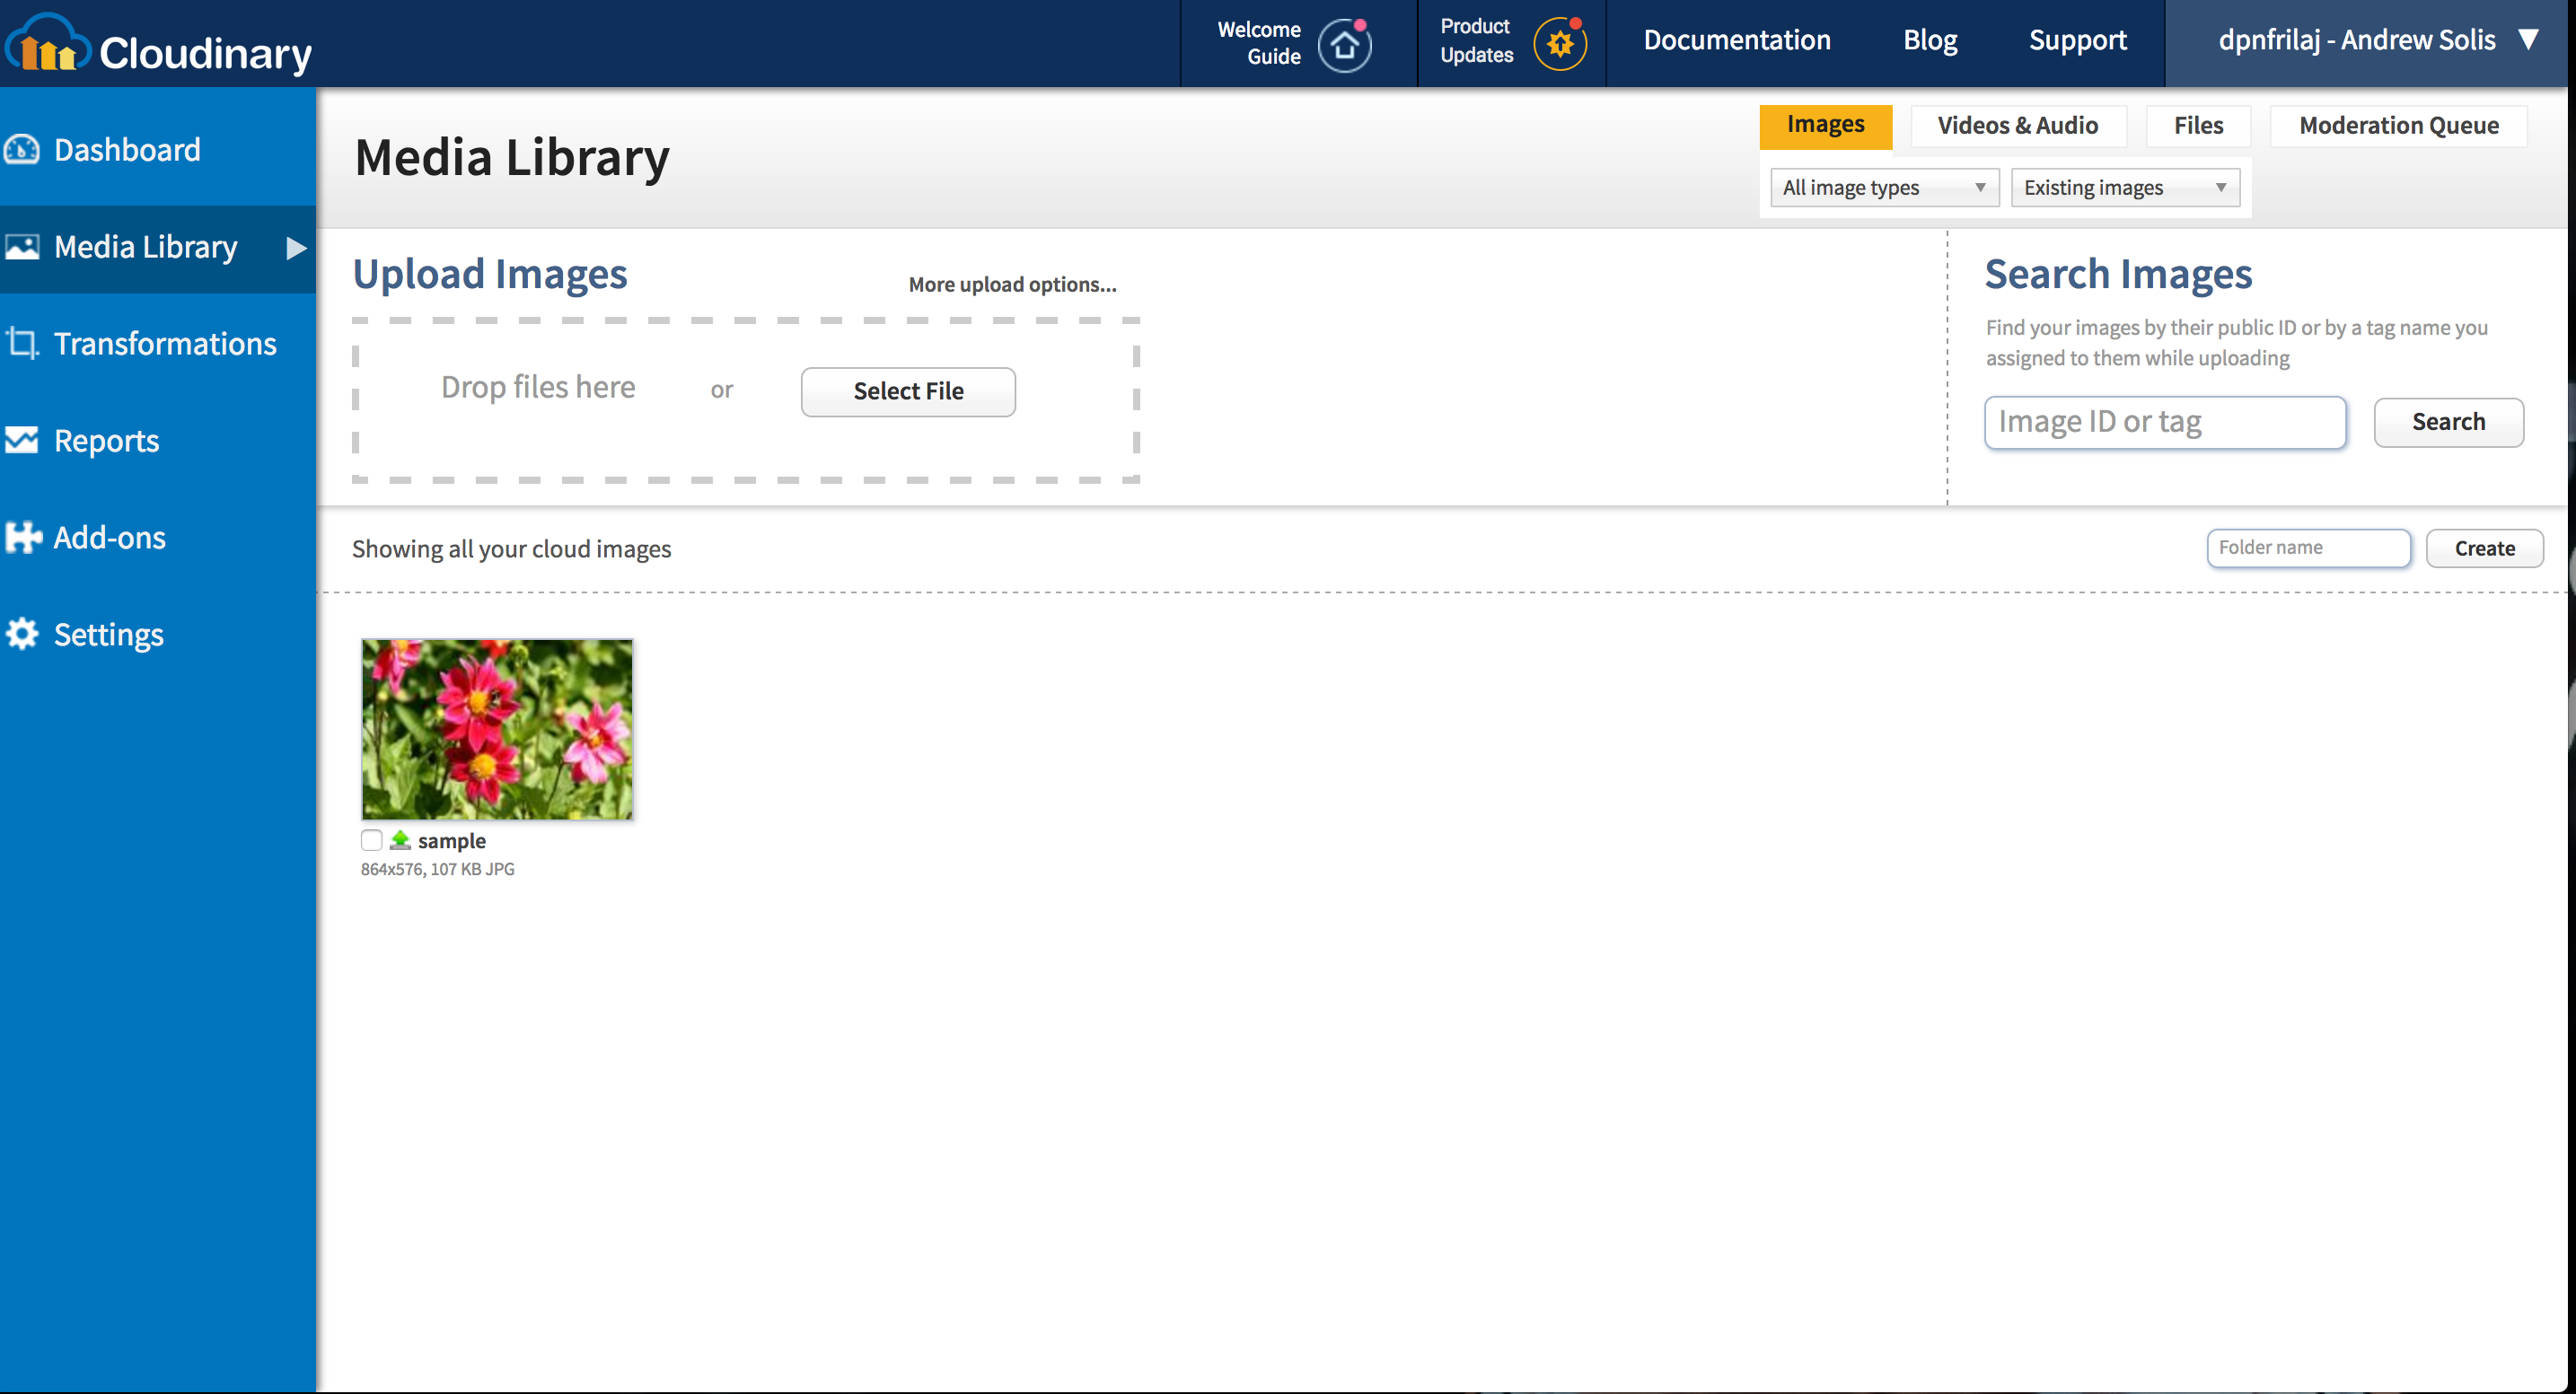 Cloudinary
Welcome
Guide
Product
Updates
Documentation
Blog
Support
dpnfrilaj - Andrew Solis
Dashboard
Media Library
Transformations
Reports
Add-ons
Settings
Media Library
Images
Videos & Audio
Files
Moderation Queue
All image types
Existing images
Upload Images
More upload options...
Drop files here
or
Select File
Search Images
Find your images by their public ID or by a tag name you
assigned to them while uploading
Image ID or tag
Search
Showing all your cloud images
Folder name
Create
sample
864x576, 107 KB JPG